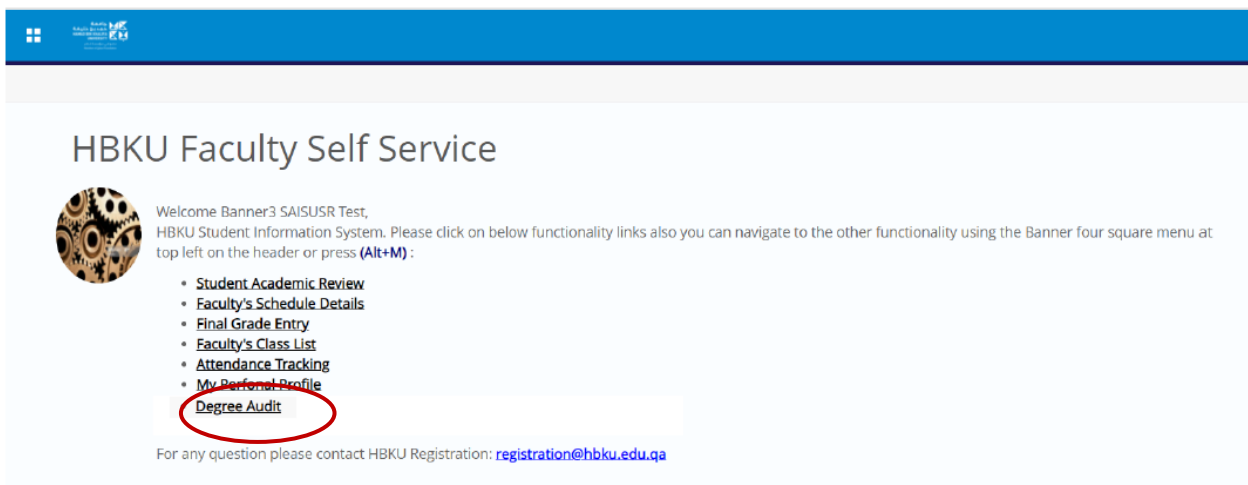 HBKU Faculty Self Service
Welcome Banner3 SAISUSR Test,
HBKU Student Information System. Please click on below functionality links also you can navigate to the other functionality using the Banner four square menu at
top left on the header or press (Alt+M) :
Student Academic Review
Faculty's Schedule Details
Final Grade Entry
Faculty's Class List
Attendance Tracking
My Perfonal Profile
Degree Audit
For any question please contact HBKU Registration: registration@hbku.edu.qa